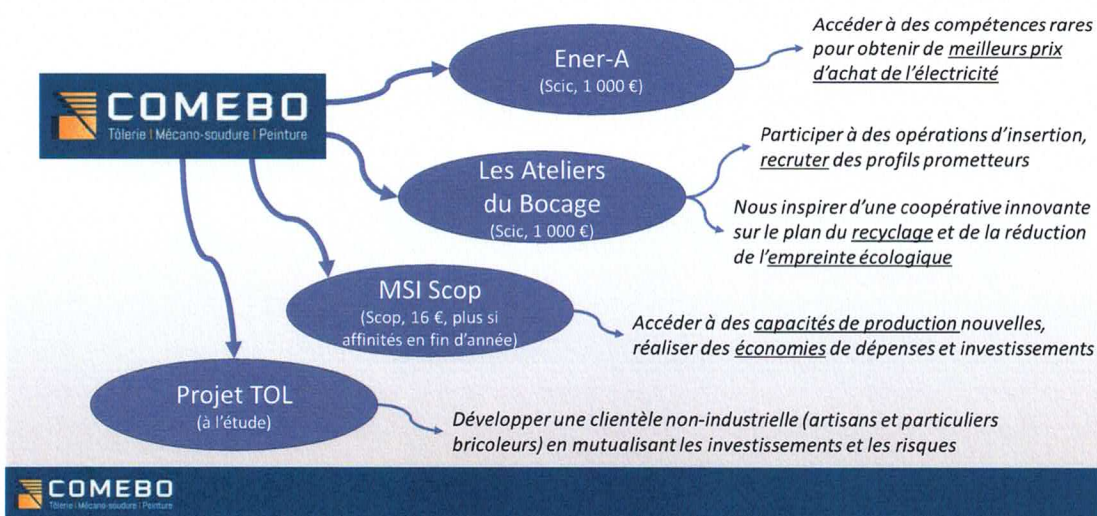 COMEBO
Tôlerie | Mécano-soudure | Peinture
Ener-A
(Scic, 1 000 €)
Accéder à des compétences rares
pour obtenir de meilleurs prix
d'achat de l'électricité
Les Ateliers
du Bocage
(Scic, 1 000 €)
Participer à des opérations d'insertion,
recruter des profils prometteurs
Nous inspirer d'une coopérative innovante
sur le plan du recyclage et de la réduction
de l'empreinte écologique
MSI Scop
(Scop, 16 €, plus si
affinités en fin d'année)
Accéder à des capacités de production nouvelles,
réaliser des économies de dépenses et investissements
Projet TOL
(à l'étude)
Développer une clientèle non-industrielle (artisans et particuliers
bricoleurs) en mutualisant les investissements et les risques
COMEBO
Tôlerie | Mécano-soudure | Peinture